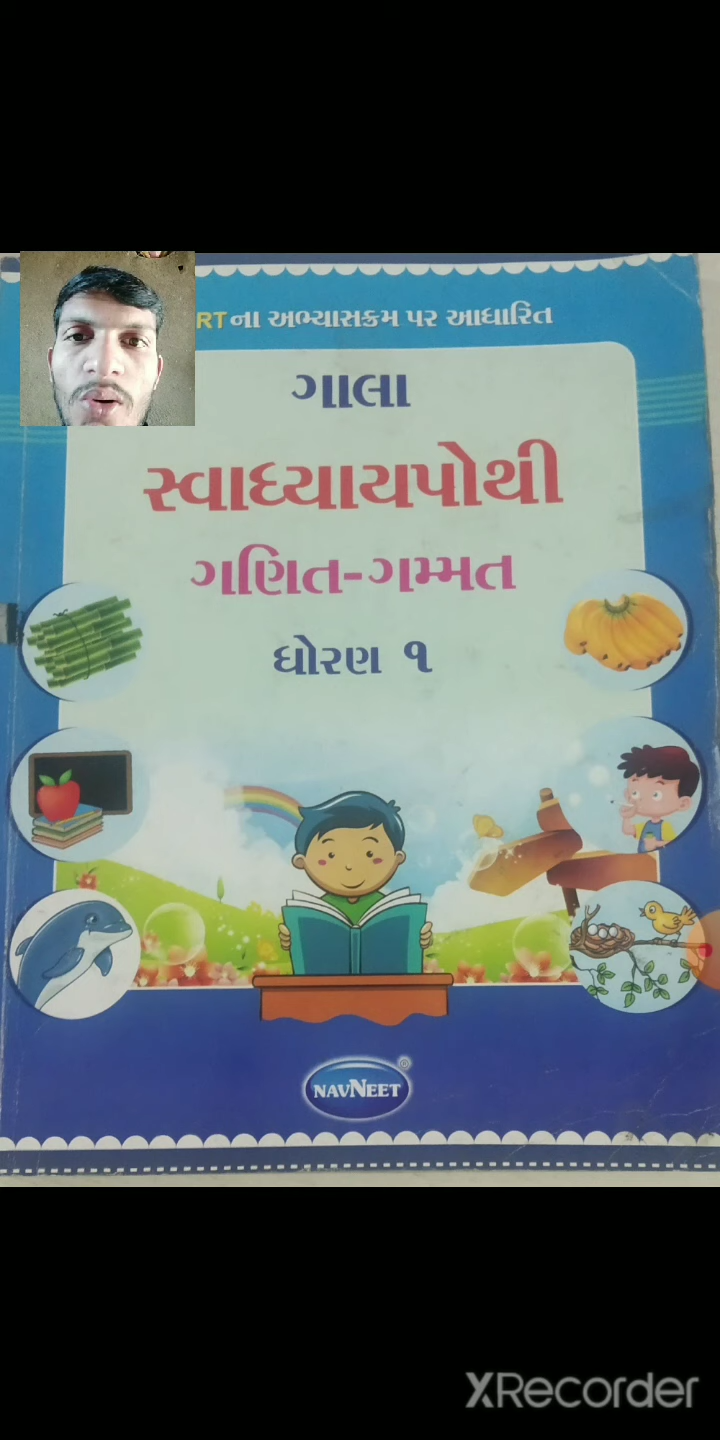 RTના અભ્યાસક્રમ પર આધારિત
ગાલા
સ્વાધ્યાયપોથી
ગણિત-ગમ્મત
ધોરણ ૧
NAVNEET
XRecorder